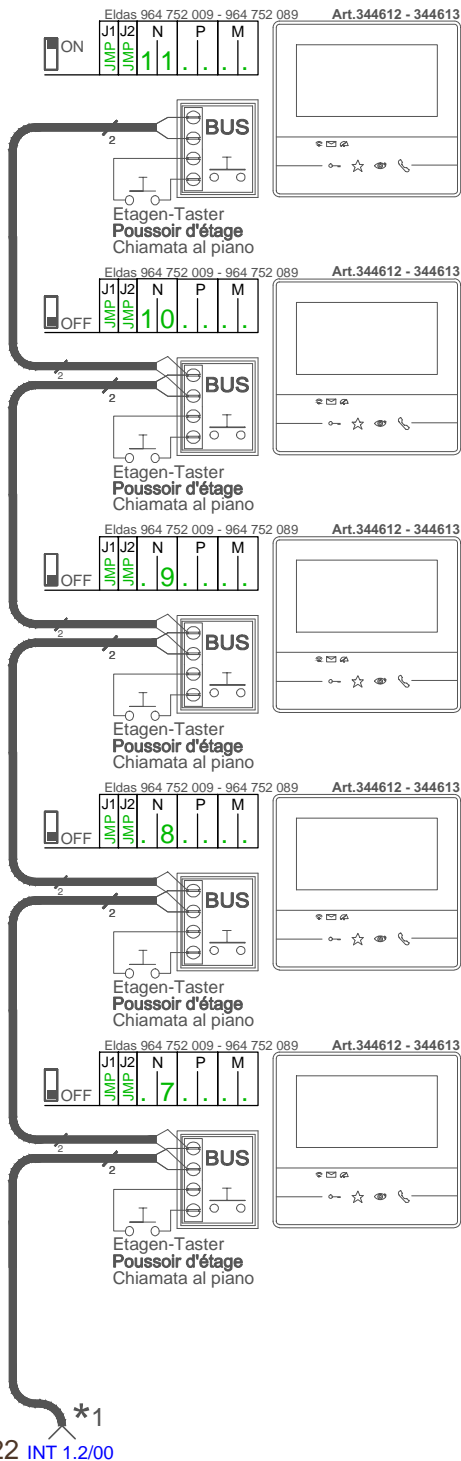 Eldas 964 752 009 - 964 752 089 Art.344612 - 344613
ON J1 J2 N P M
JMP JMP 1 1 . . . .
BUS
2
Etagen-Taster
Poussoir d'étage
Chiamata al piano
Eldas 964 752 009 - 964 752 089 Art.344612 - 344613
J1 J2 N P M
OFF JMP JMP 1 0 . . . .
2
BUS
2
Etagen-Taster
Poussoir d'étage
Chiamata al piano
Eldas 964 752 009 - 964 752 089 Art.344612 - 344613
J1 J2 N P M
OFF JMP JMP . 9 . . . .
2
BUS
2
Etagen-Taster
Poussoir d'étage
Chiamata al piano
Eldas 964 752 009 - 964 752 089 Art.344612 - 344613
J1 J2 N P M
OFF JMP JMP . 8 . . . .
2
BUS
2
Etagen-Taster
Poussoir d'étage
Chiamata al piano
Eldas 964 752 009 - 964 752 089 Art.344612 - 344613
J1 J2 N P M
OFF JMP JMP . 7 . . . .
2
BUS
2
Etagen-Taster
Poussoir d'étage
Chiamata al piano
*1
22 INT 1.2/00